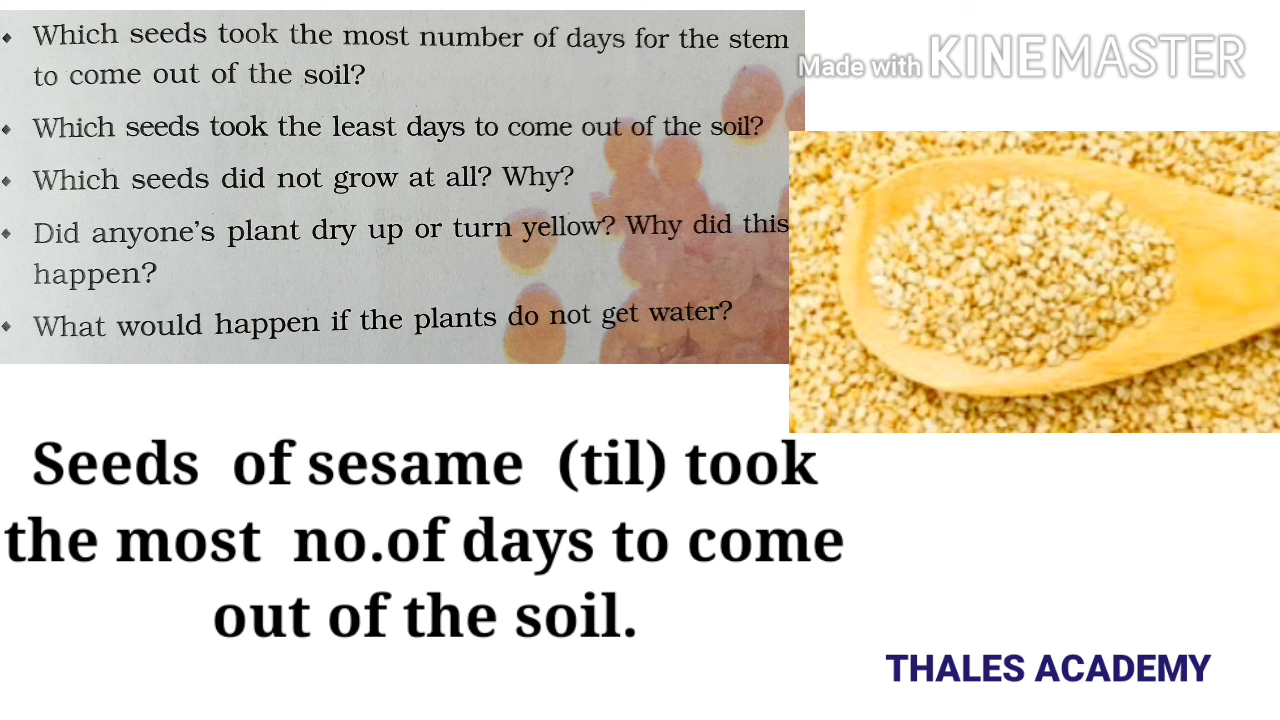 • Which seeds took the most number of days for the stem
to come out of the soil?
• Which seeds took the least days to come out of the soil?
• Which seeds did not grow at all? Why?
• Did anyone's plant dry up or turn yellow? Why did this
happen?
• What would happen if the plants do not get water?
Made with KINEMASTER
Seeds of sesame (til) took
the most no.of days to come
out of the soil.
THALES ACADEMY